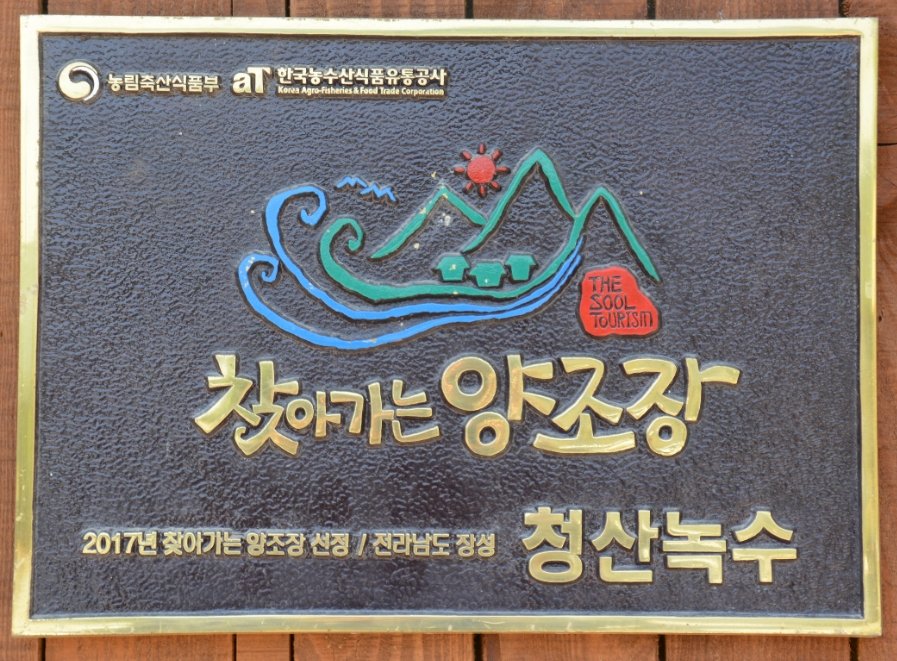 농림축산식품부
aT 한국농수산식품유통공사
Korea Agro-Fisheries & Food Trade Corporation
THE
SOOL
TOURISM
찾아가는 양조장
2017년 찾아가는 양조장 선정 / 전라남도 장성
청산녹수